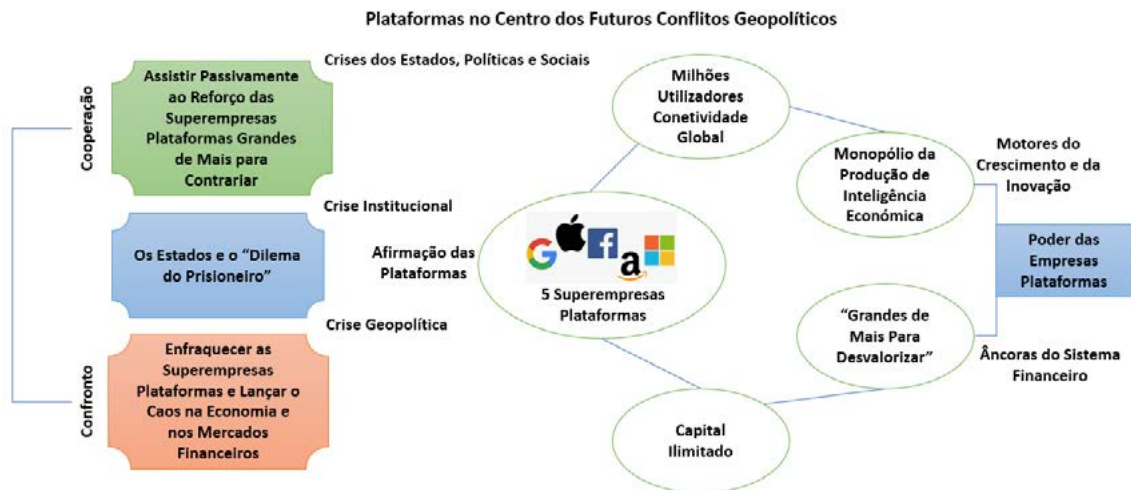 Plataformas no Centro dos Futuros Conflitos Geopolíticos
Cooperação
Assistir Passivamente
ao Reforço das
Superempresas
Plataformas Grandes
de Mais para
Contrariar
Crises dos Estados, Políticas e Sociais
Crise Institucional
Os Estados e o “Dilema
do Prisioneiro”
Crise Geopolítica
Confronto
Enfraquecer as
Superempresas
Plataformas e Lançar o
Caos na Economia e
nos Mercados
Financeiros
Afirmação das
Plataformas
G
f
a
5 Superempresas
Plataformas
Milhões
Utilizadores
Conetividade
Global
Monopólio da
Produção de
Inteligência
Económica
Motores do
Crescimento e da
Inovação
Poder das
Empresas
Plataformas
“Grandes de
Mais Para
Desvalorizar”
Âncoras do Sistema
Financeiro
Capital
Ilimitado